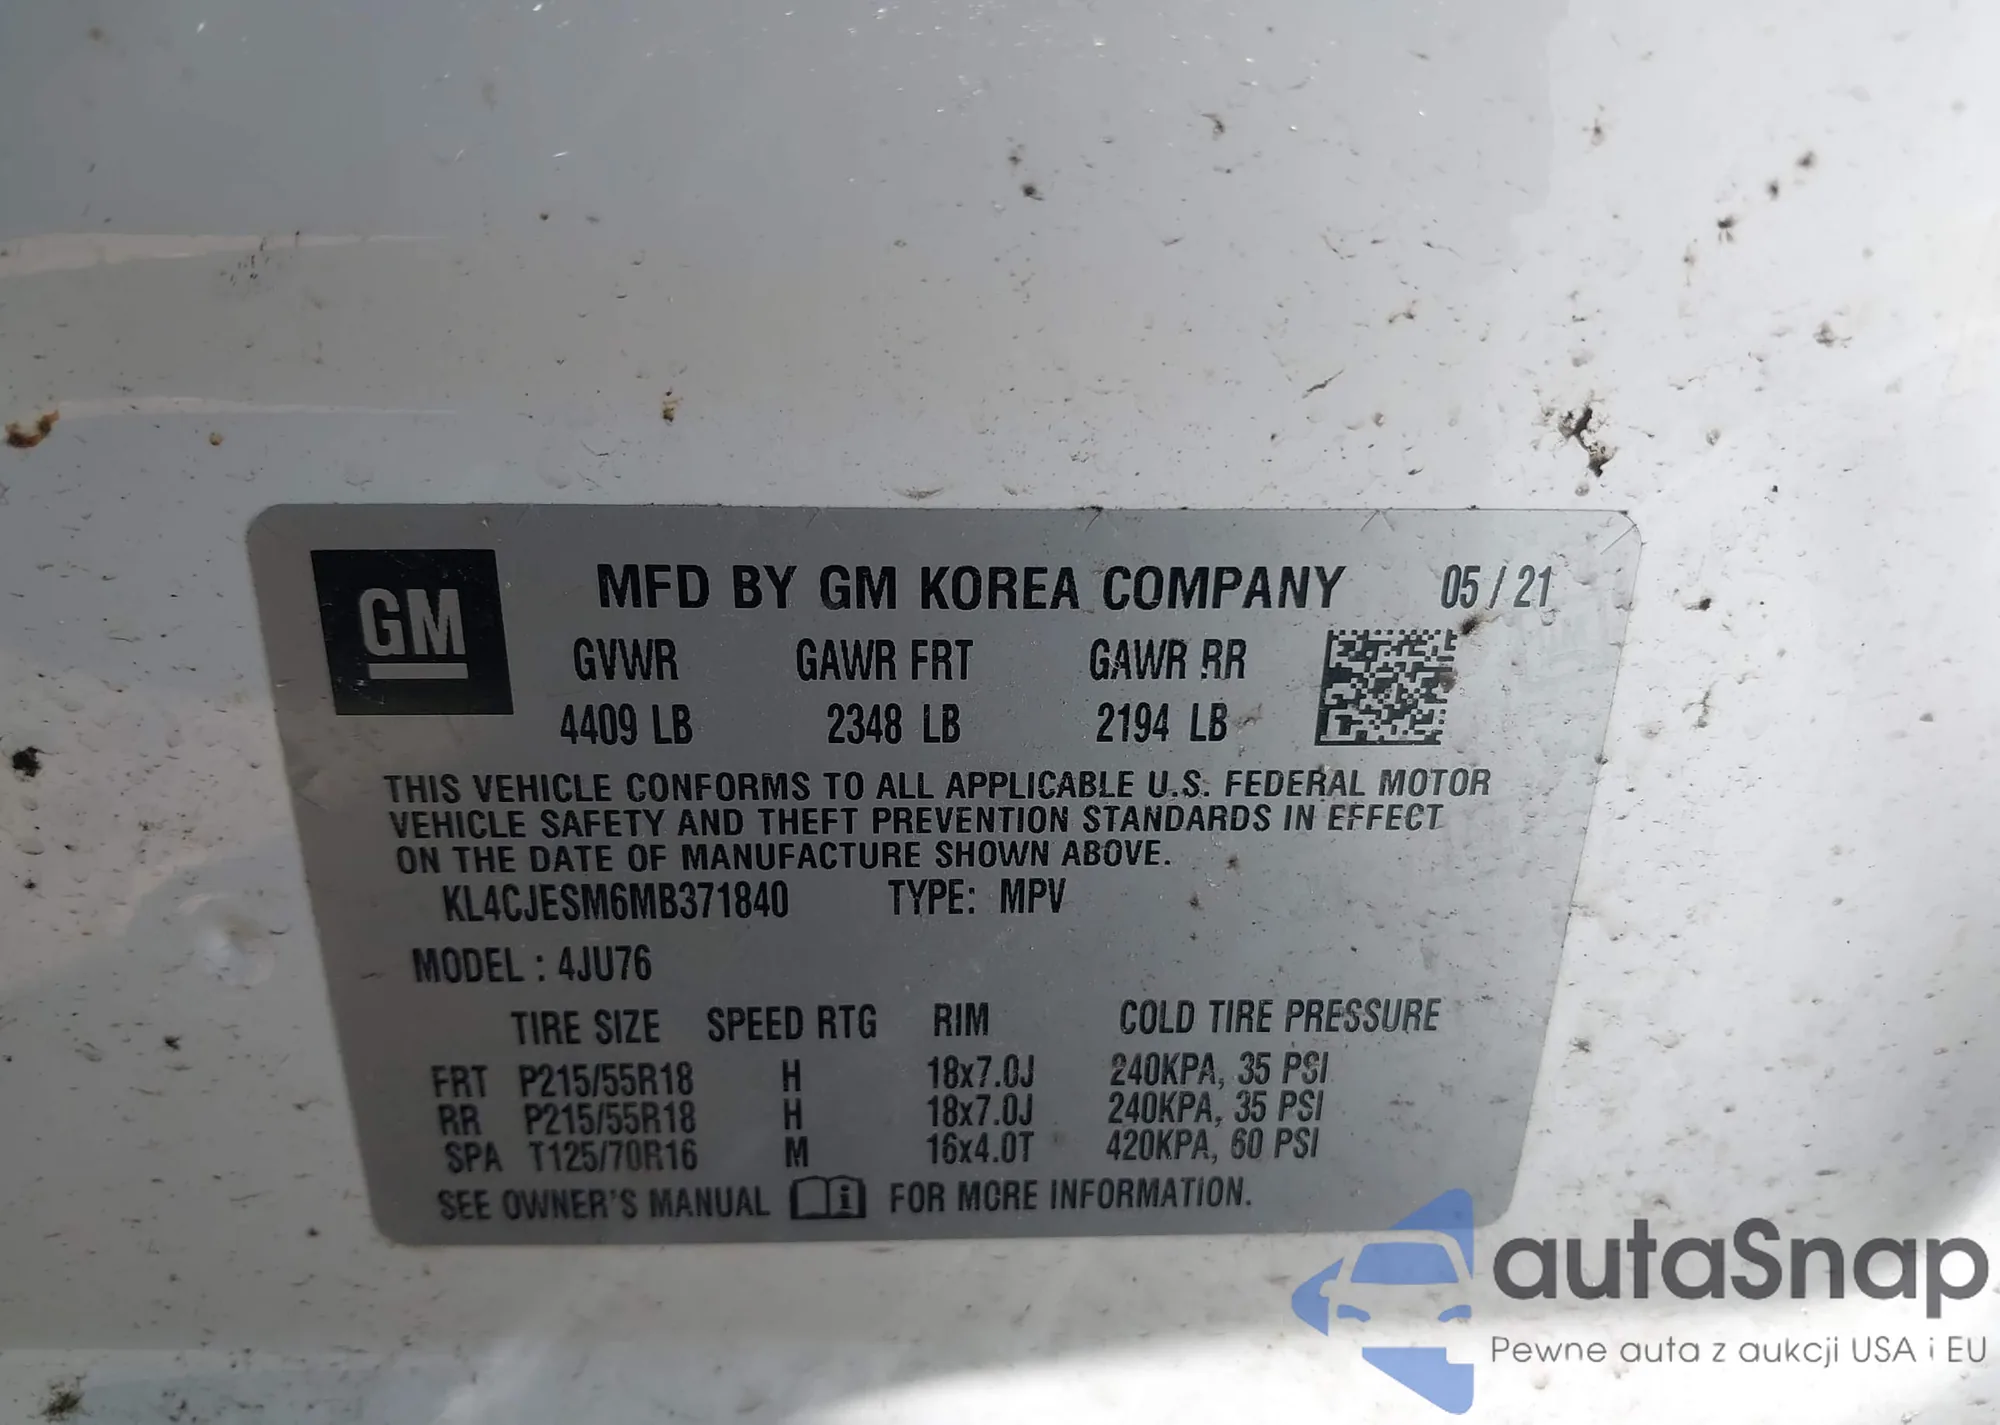 GM
MFD BY GM KOREA COMPANY 05 / 21
GVWR GAWR FRT GAWR RR
4409 LB 2348 LB 2194 LB
THIS VEHICLE CONFORMS TO ALL APPLICABLE U.S. FEDERAL MOTOR
VEHICLE SAFETY AND THEFT PREVENTION STANDARDS IN EFFECT
ON THE DATE OF MANUFACTURE SHOWN ABOVE.
KL4CJESM6MB371840 TYPE: MPV
MODEL : 4JU76
TIRE SIZE SPEED RTG RIM COLD TIRE PRESSURE
FRT P215/55R18 H 18x7.0J 240KPA, 35 PSI
RR P215/55R18 H 18x7.0J 240KPA, 35 PSI
SPA T125/70R16 M 16x4.0T 420KPA, 60 PSI
SEE OWNER'S MANUAL i FOR MORE INFORMATION.
autaSnap
Pewne auta z aukcji USA i EU